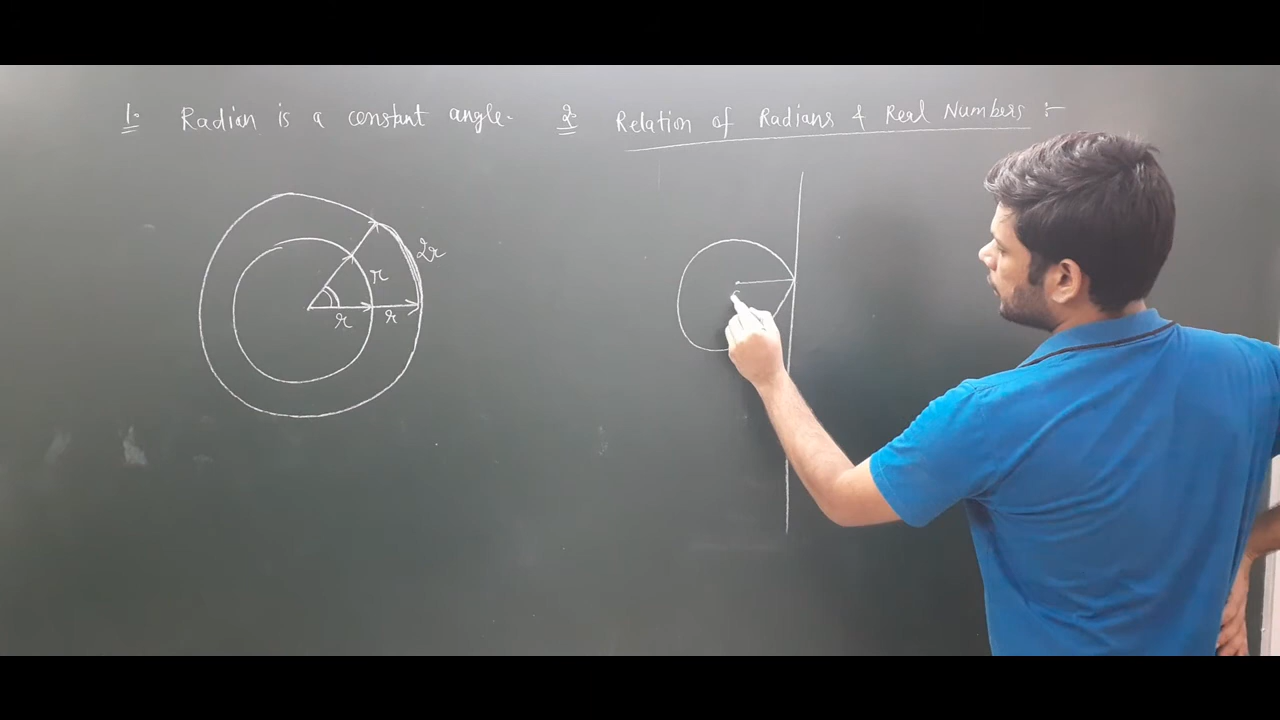 1. Radian is a constant angle.
2. Relation of Radians & Real Numbers :-
2r
r
r
r